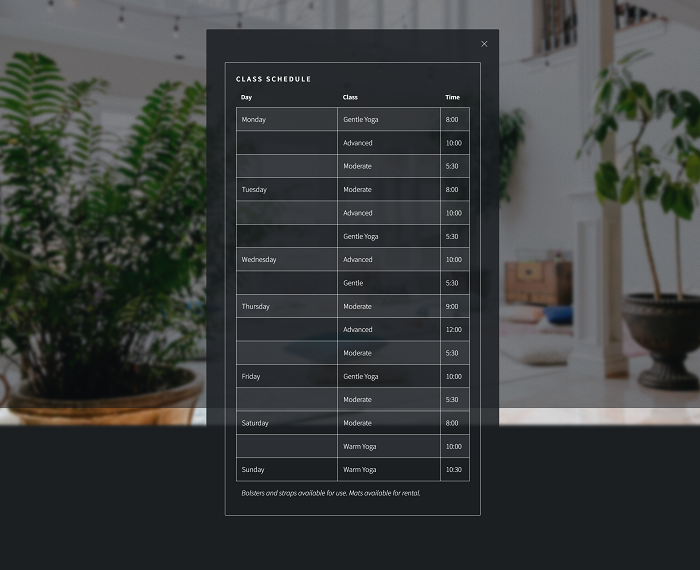 CLASS SCHEDULE
Day Class Time
Monday Gentle Yoga 8:00
Advanced 10:00
Moderate 5:30
Tuesday Moderate 8:00
Advanced 10:00
Gentle Yoga 5:30
Wednesday Advanced 10:00
Gentle 5:30
Thursday Moderate 9:00
Advanced 12:00
Moderate 5:30
Friday Gentle Yoga 10:00
Moderate 5:30
Saturday Moderate 8:00
Warm Yoga 10:00
Sunday Warm Yoga 10:30
Bolsters and straps available for use. Mats available for rental.